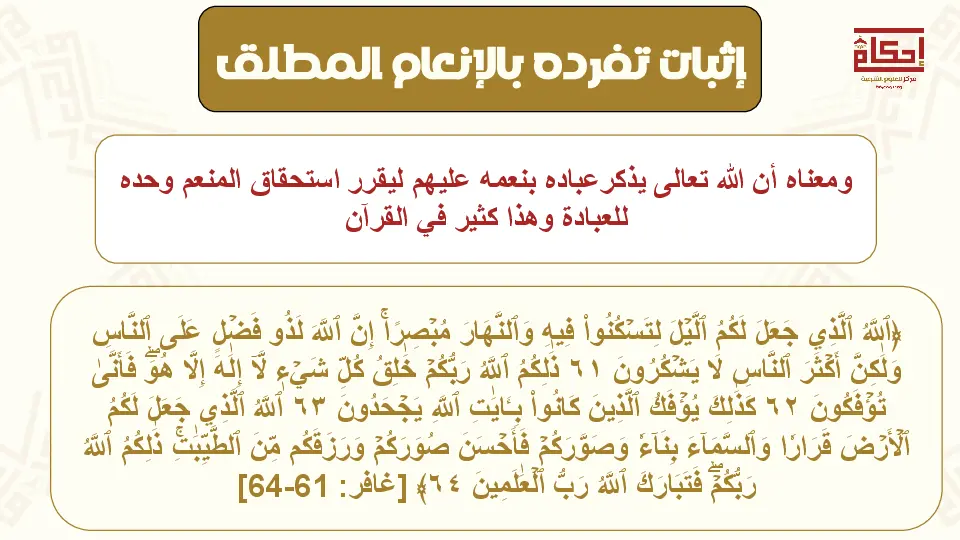 إثبات تفرده بالإنعام المطلق
إحكام
مركز للعلوم الشرعية
ومعناه أن الله تعالى يذكرعباده بنعمه عليهم ليقرر استحقاق المنعم وحده
للعبادة وهذا كثير في القرآن
﴿ٱللَّهُ ٱلَّذِي جَعَلَ لَكُمُ ٱلَّيۡلَ لِتَسۡكُنُواْ فِيهِ وَٱلنَّهَارَ مُبۡصِرًاۚ إِنَّ ٱللَّهَ لَذُو فَضۡلٍ عَلَى ٱلنَّاسِ
وَلَٰكِنَّ أَكۡثَرَ ٱلنَّاسِ لَا يَشۡكُرُونَ ٦١ ذَٰلِكُمُ ٱللَّهُ رَبُّكُمۡ خَٰلِقُ كُلِّ شَيۡءٖ لَّآ إِلَٰهَ إِلَّا هُوَۖ فَأَنَّىٰ
تُؤۡفَكُونَ ٦٢ كَذَٰلِكَ يُؤۡفَكُ ٱلَّذِينَ كَانُواْ بِـَٔايَٰتِ ٱللَّهِ يَجۡحَدُونَ ٦٣ ٱللَّهُ ٱلَّذِي جَعَلَ لَكُمُ
ٱلۡأَرۡضَ قَرَارٗا وَٱلسَّمَآءَ بِنَآءٗ وَصَوَّرَكُمۡ فَأَحۡسَنَ صُوَرَكُمۡ وَرَزَقَكُم مِّنَ ٱلطَّيِّبَٰتِۚ ذَٰلِكُمُ ٱللَّهُ
رَبُّكُمۡۖ فَتَبَارَكَ ٱللَّهُ رَبُّ ٱلۡعَٰلَمِينَ ٦٤﴾ [غافر: 61-64]